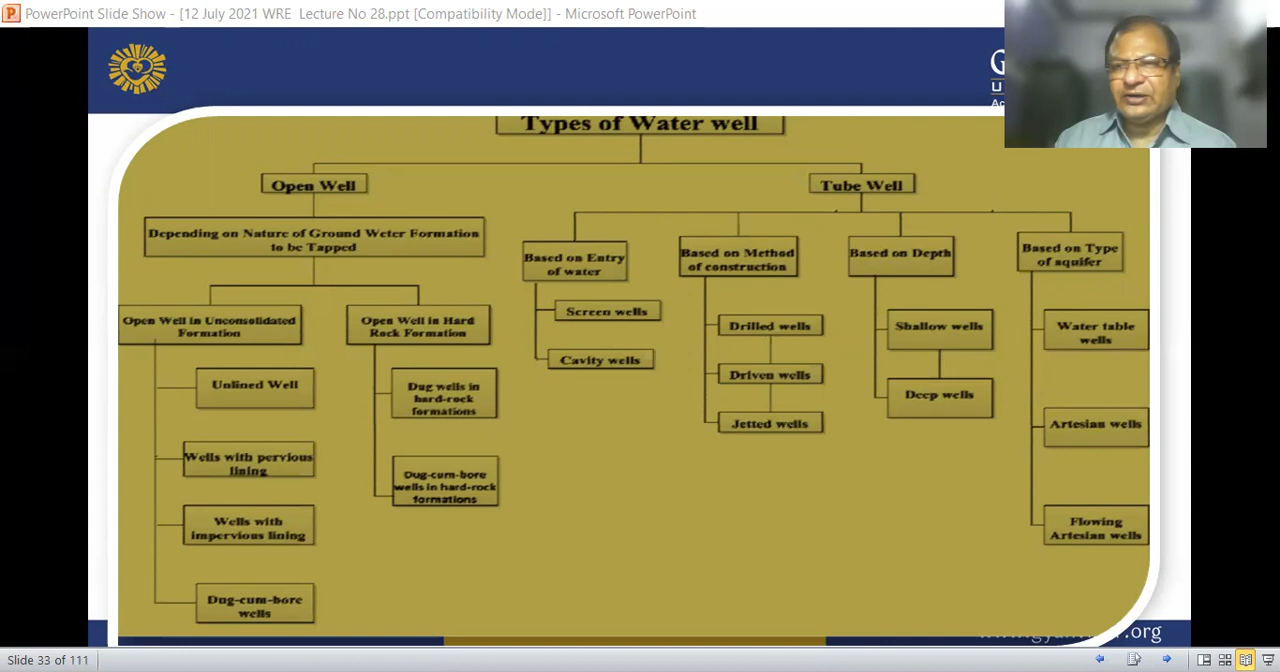 PowerPoint Slide Show - [12 July 2021 WRE Lecture No 28.ppt [Compatibility Mode]] - Microsoft PowerPoint
G
U
Ac
Types of Water well
Open Well
Tube Well
Depending on Nature of Ground Weter Formation
to be Tapped
Based on Entry
of water
Based on Method
of construction
Based on Depth
Based on Type
of aquifer
Open Well in Unconsolidated
Formation
Open Well in Hard
Rock Formation
Screen wells
Cavity wells
Drilled wells
Driven wells
Jetted wells
Shallow wells
Deep wells
Water table
wells
Artesian wells
Flowing
Artesian wells
Unlined Well
Wells with pervious
lining
Wells with
impervious lining
Dug-cum-bore
wells
Dug wells in
hard-rock
formations
Dug-cum-bore
wells in hard-rock
formations
.org
Slide 33 of 111